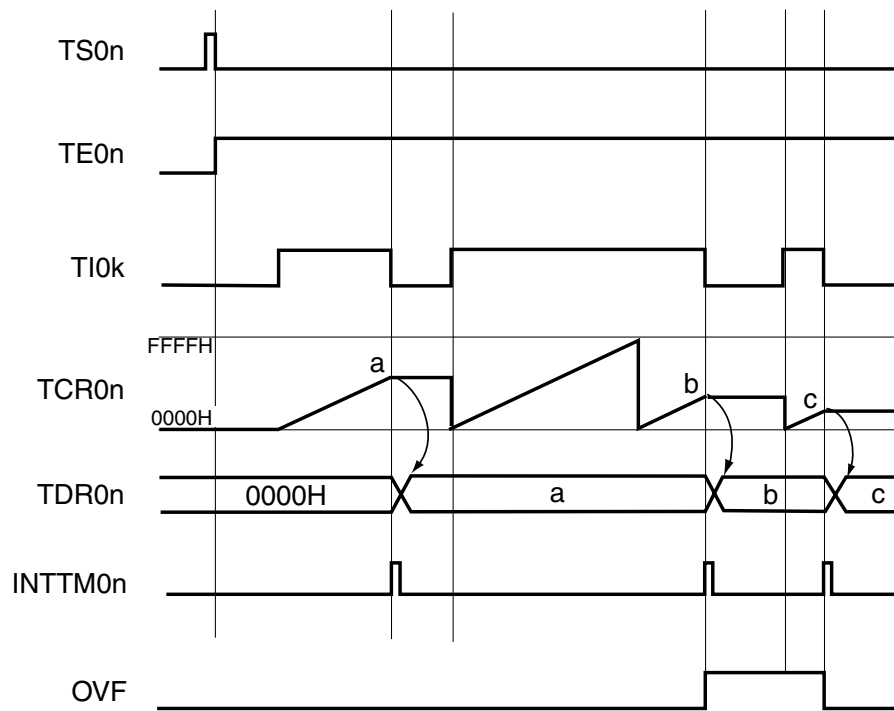 TS0n
TE0n
TI0k
FFFFH
a
b
c
TCR0n
0000H
TDR0n
0000H
a
b
c
INTTM0n
OVF